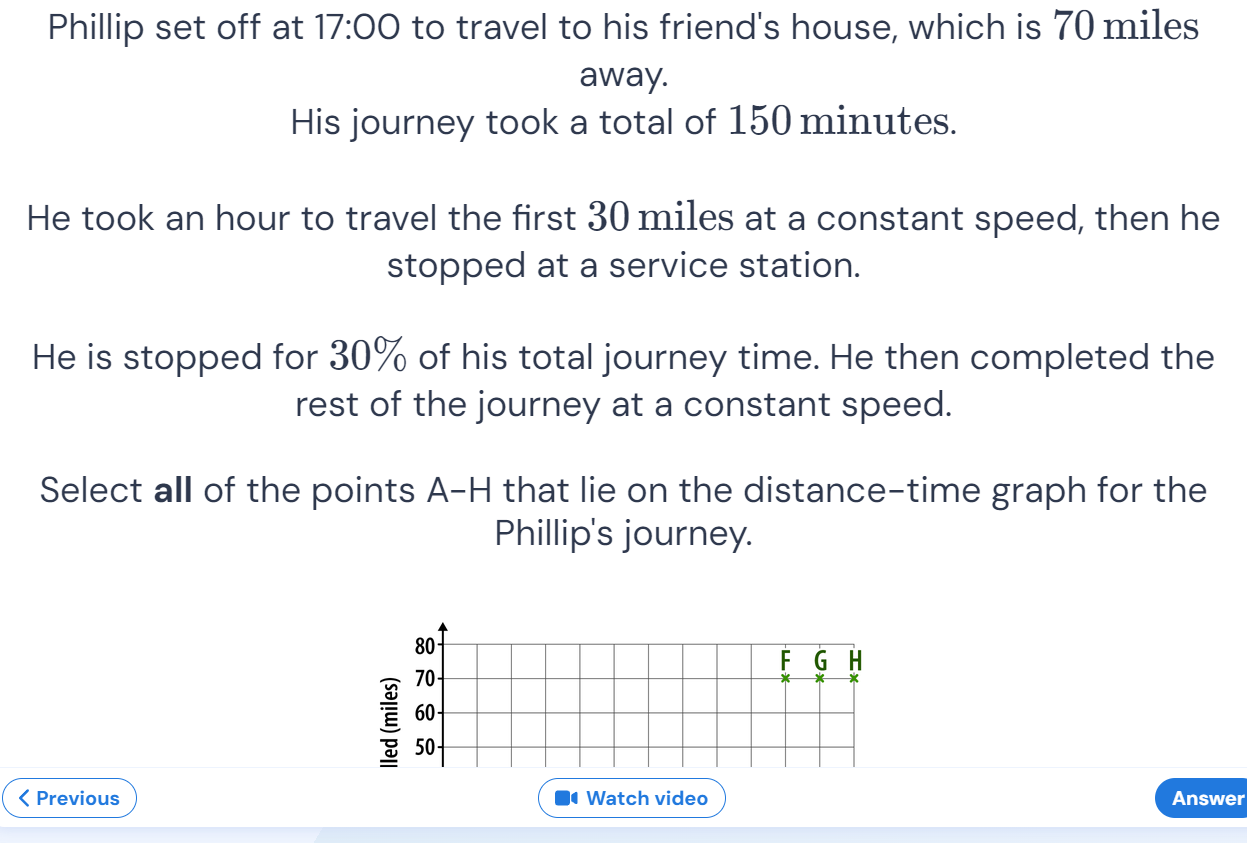 Phillip set off at 17:00 to travel to his friend's house, which is 70 miles
away.
His journey took a total of 150 minutes.
He took an hour to travel the first 30 miles at a constant speed, then he
stopped at a service station.
He is stopped for 30% of his total journey time. He then completed the
rest of the journey at a constant speed.
Select all of the points A-H that lie on the distance-time graph for the
Phillip's journey.
80
F G H
70
60
50
lled (miles)
Previous
Watch video
Answer